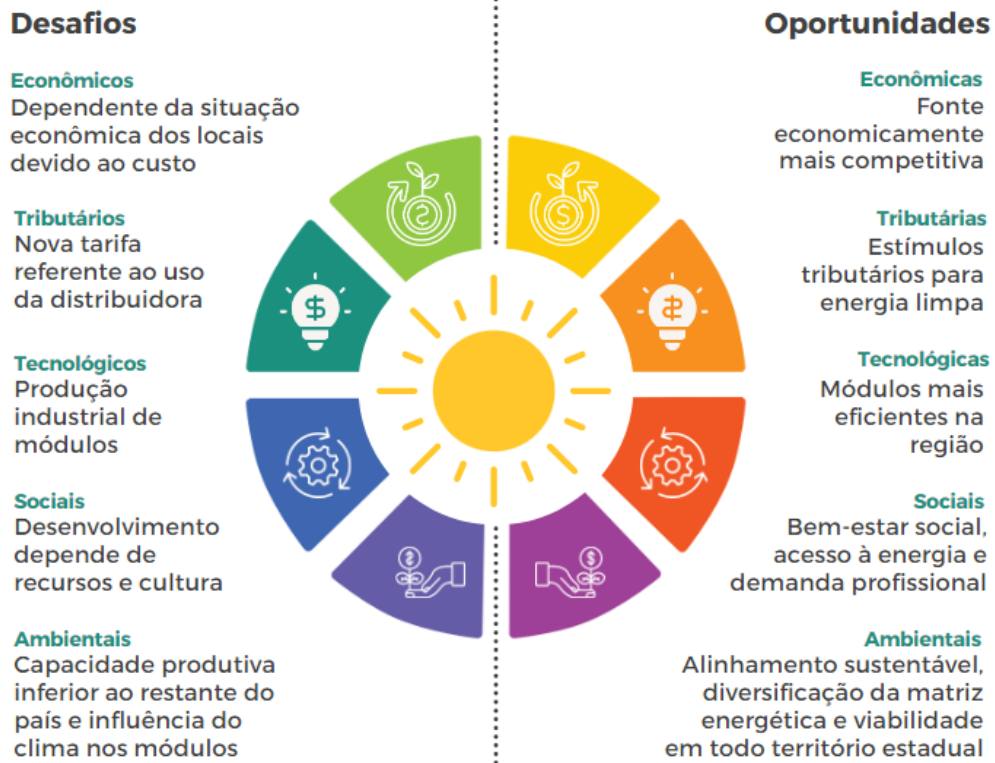 Desafios
Econômicos
Dependente da situação
econômica dos locais
devido ao custo
Tributários
Nova tarifa
referente ao uso
da distribuidora
Tecnológicos
Produção
industrial de
módulos
Sociais
Desenvolvimento
depende de
recursos e cultura
Ambientais
Capacidade produtiva
inferior ao restante do
país e influência do
clima nos módulos
Oportunidades
Econômicas
Fonte
economicamente
mais competitiva
Tributárias
Estímulos
tributários para
energia limpa
Tecnológicas
Módulos mais
eficientes na
região
Sociais
Bem-estar social,
acesso à energia e
demanda profissional
Ambientais
Alinhamento sustentável,
diversificação da matriz
energética e viabilidade
em todo território estadual